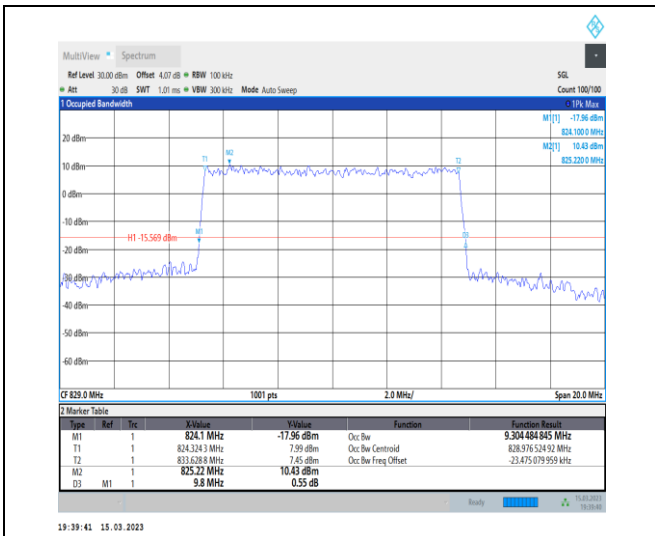 MultiView Spectrum
Ref Level 30.00 dBm Offset 4.07 dB RBW 100 kHz SGL
Att 30 dB SWT 1.01 ms VBW 300 kHz Mode Auto Sweep Count 100/100
1 Occupied Bandwidth 1Pk Max
M1[1] -17.96 dBm
824.100 0 MHz
M2[1] 10.43 dBm
825.220 0 MHz
20 dBm
T1 M2 T2
10 dBm
0 dBm
-10 dBm
H1 -15.569 dBm M1 D3
-20 dBm
-30 dBm
-40 dBm
-50 dBm
-60 dBm
CF 829.0 MHz 1001 pts 2.0 MHz/ Span 20.0 MHz
2 Marker Table
Type Ref Trc X-Value Y-Value Function Function Result
M1 1 824.1 MHz -17.96 dBm Occ Bw 9.304 484 845 MHz
T1 1 824.324 3 MHz 7.99 dBm Occ Bw Centroid 828.976 524 92 MHz
T2 1 833.628 8 MHz 7.45 dBm Occ Bw Freq Offset -23.475 079 959 kHz
M2 1 825.22 MHz 10.43 dBm
D3 M1 1 9.8 MHz 0.55 dB
Ready 15.03.2023
19:39:40
19:39:41 15.03.2023